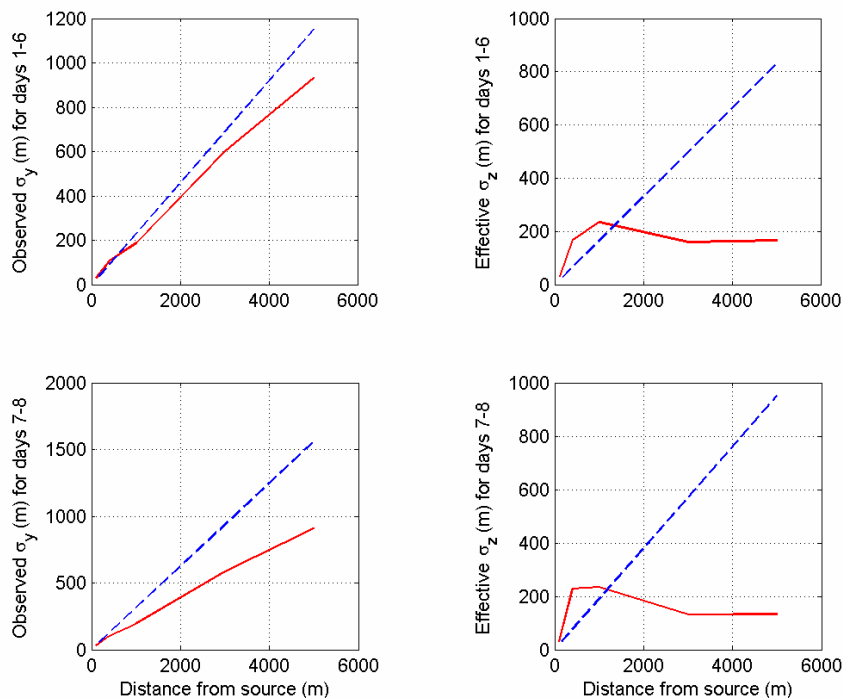 Observed σy (m) for days 1-6
1200
1000
800
600
400
200
0
0 2000 4000 6000
Effective σz (m) for days 1-6
1000
800
600
400
200
0
0 2000 4000 6000
Observed σy (m) for days 7-8
2000
1500
1000
500
0
0 2000 4000 6000
Distance from source (m)
Effective σz (m) for days 7-8
1000
800
600
400
200
0
0 2000 4000 6000
Distance from source (m)